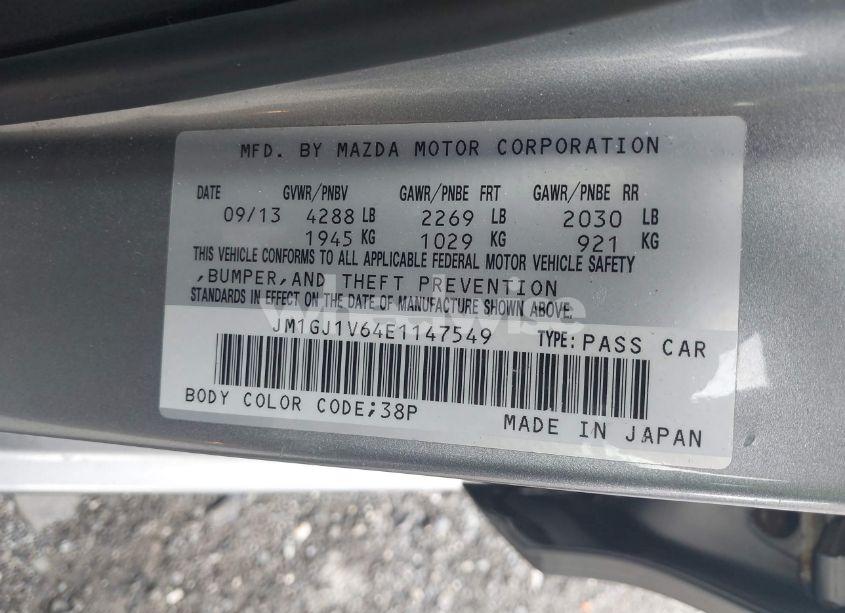 MFD. BY MAZDA MOTOR CORPORATION
DATE GVWR/PNBV GAWR/PNBE FRT GAWR/PNBE RR
09/13 4288 LB 2269 LB 2030 LB
1945 KG 1029 KG 921 KG
THIS VEHICLE CONFORMS TO ALL APPLICABLE FEDERAL MOTOR VEHICLE SAFETY
,BUMPER,AND THEFT PREVENTION
STANDARDS IN EFFECT ON THE DATE OF MANUFACTURE SHOWN ABOVE.
JM1GJ1V64E1147549 TYPE: PASS CAR
BODY COLOR CODE;38P
MADE IN JAPAN